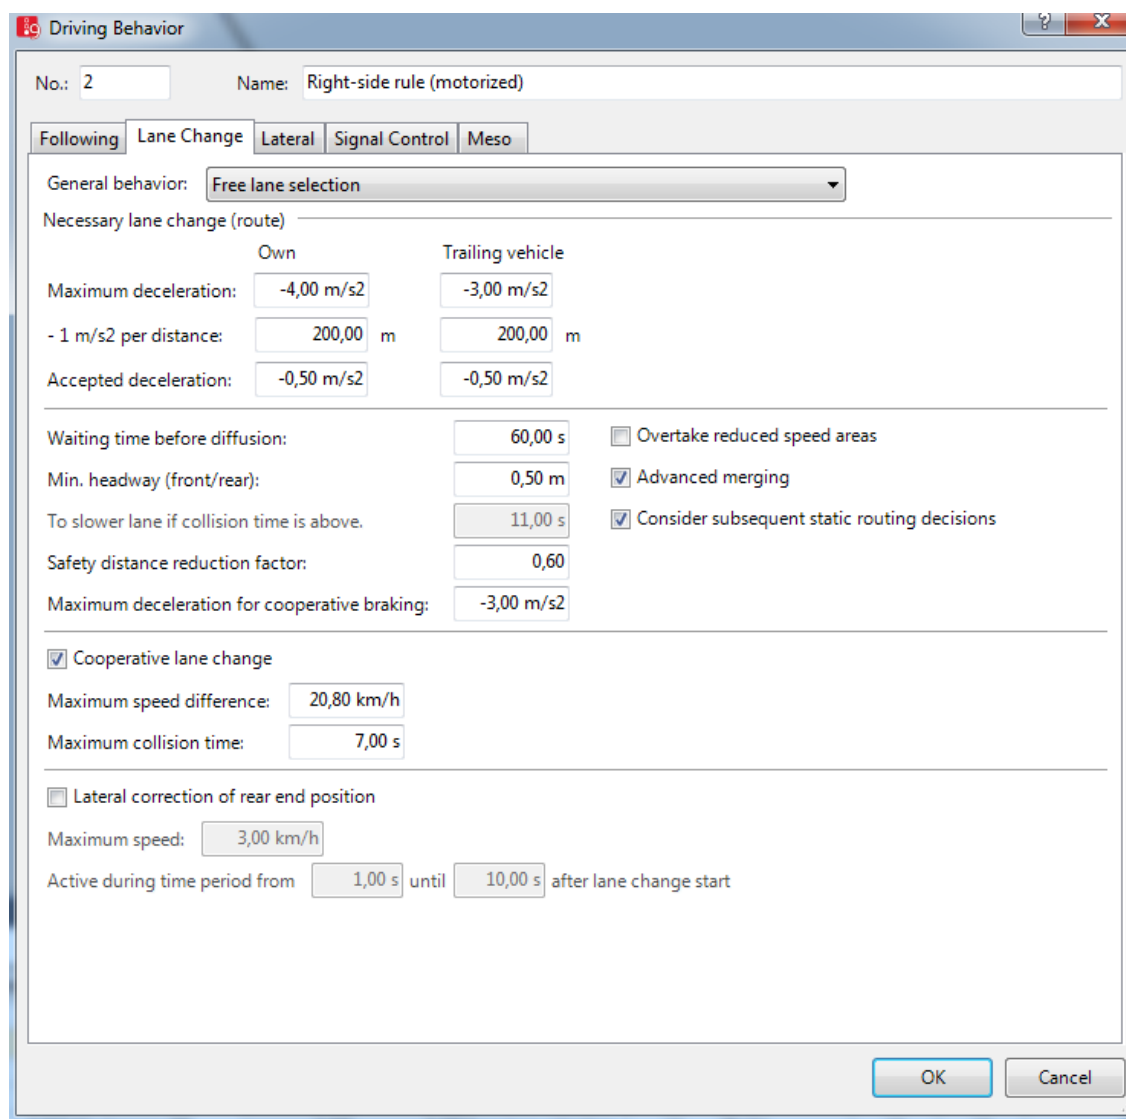 Driving Behavior
No.: 2 Name: Right-side rule (motorized)
Following Lane Change Lateral Signal Control Meso
General behavior: Free lane selection
Necessary lane change (route)
Own Trailing vehicle
Maximum deceleration: -4,00 m/s2 -3,00 m/s2
- 1 m/s2 per distance: 200,00 m 200,00 m
Accepted deceleration: -0,50 m/s2 -0,50 m/s2
Waiting time before diffusion: 60,00 s Overtake reduced speed areas
Min. headway (front/rear): 0,50 m Advanced merging
To slower lane if collision time is above. 11,00 s Consider subsequent static routing decisions
Safety distance reduction factor: 0,60
Maximum deceleration for cooperative braking: -3,00 m/s2
Cooperative lane change
Maximum speed difference: 20,80 km/h
Maximum collision time: 7,00 s
Lateral correction of rear end position
Maximum speed: 3,00 km/h
Active during time period from 1,00 s until 10,00 s after lane change start
OK Cancel